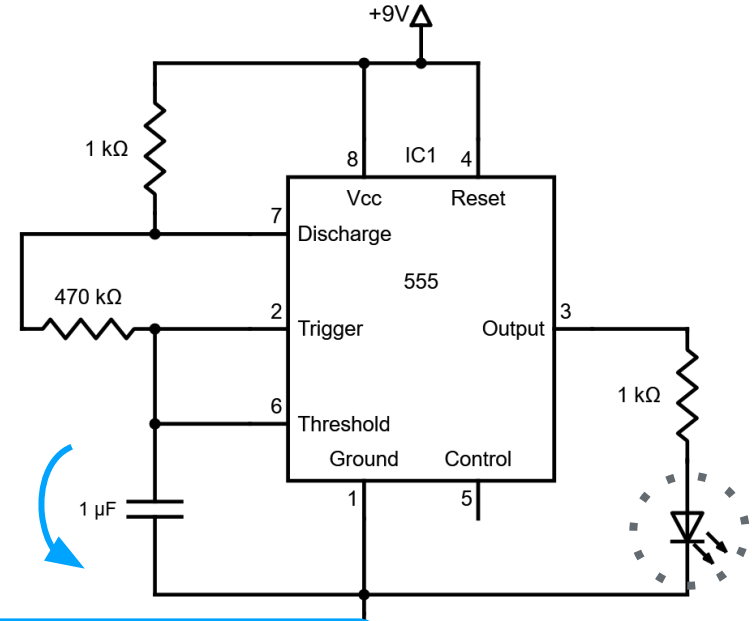 +9V
1 kΩ
8
IC1
4
Vcc
Reset
7
Discharge
555
470 kΩ
2
Trigger
Output
3
1 kΩ
6
Threshold
Ground
Control
1 µF
1
5